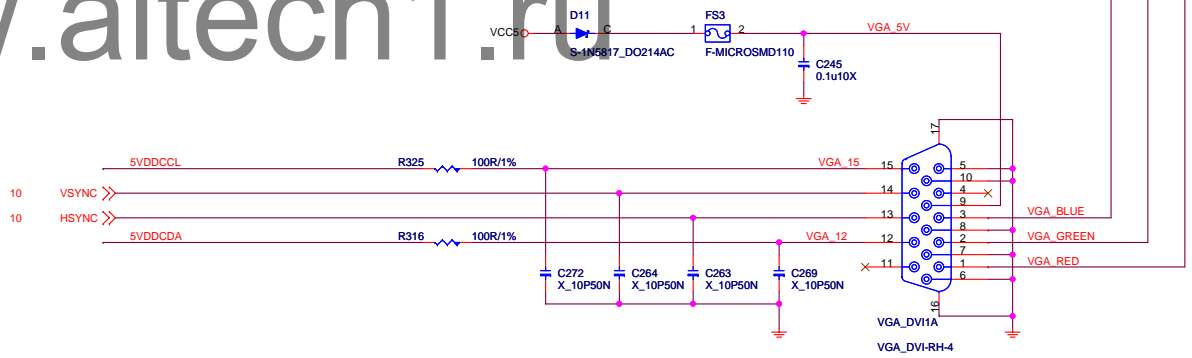 w.altech1.ru
D11
FS3
VCC5
A
C
1
2
VGA_5V
S-1N5817_DO214AC
F-MICROSMD110
C245
0.1u10X
17
5VDDCCL
R325
100R/1%
VGA_15
15
5
10
10
VSYNC
14
4
9
10
HSYNC
13
3
VGA_BLUE
8
5VDDCDA
R316
100R/1%
VGA_12
12
2
VGA_GREEN
7
11
1
VGA_RED
6
C272
X_10P50N
C264
X_10P50N
C263
X_10P50N
C269
X_10P50N
16
VGA_DVI1A
VGA_DVI-RH-4